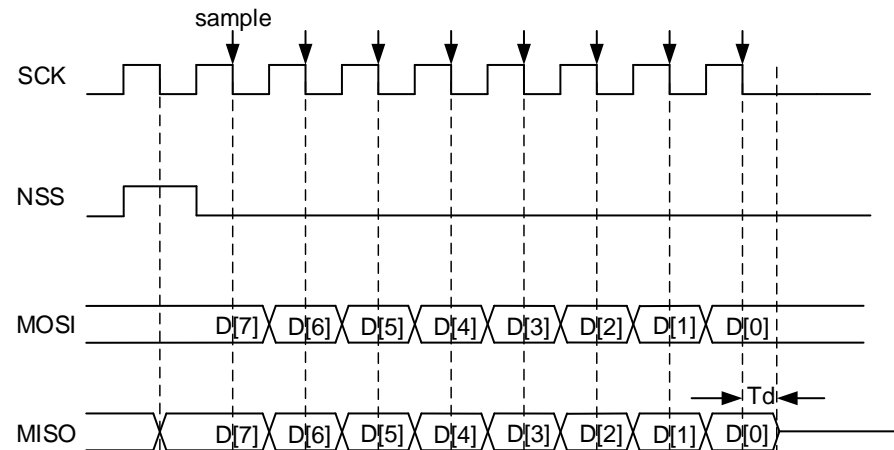 sample
SCK
NSS
MOSI D[7] D[6] D[5] D[4] D[3] D[2] D[1] D[0]
Td
MISO D[7] D[6] D[5] D[4] D[3] D[2] D[1] D[0]